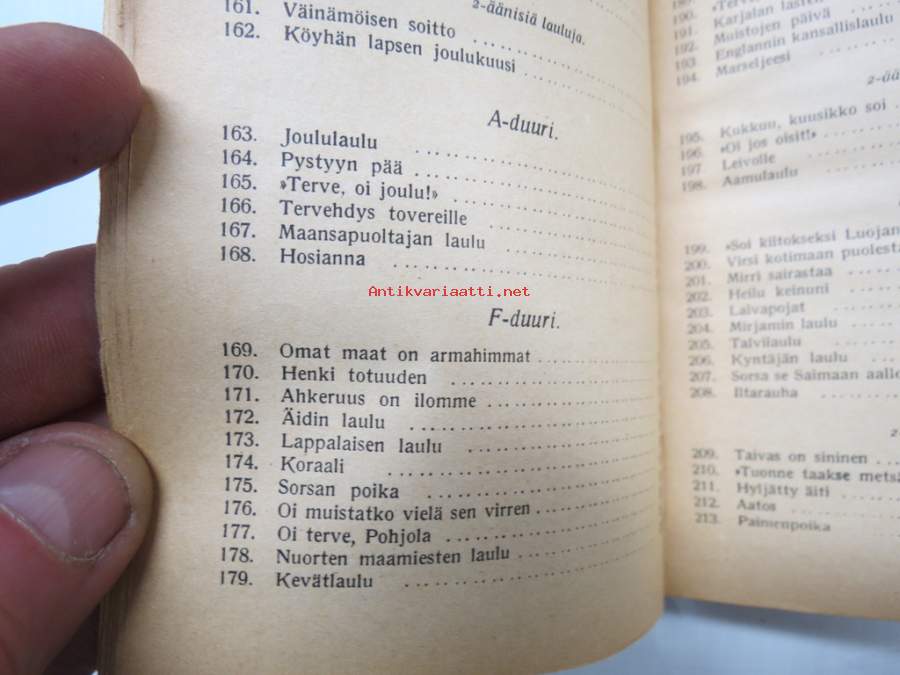 2-äänisiä lauluja.
161. Väinämöisen soitto
162. Köyhän lapsen joulukuusi
A-duuri.
163. Joululaulu
164. Pystyyn pää
165. »Terve, oi joulu!»
166. Tervehdys tovereille
167. Maansapuoltajan laulu
168. Hosianna
Antikvariaatti.net
F-duuri.
169. Omat maat on armahimmat
170. Henki totuuden
171. Ahkeruus on ilomme
172. Äidin laulu
173. Lappalaisen laulu
174. Koraali
175. Sorsan poika
176. Oi muistatko vielä sen virren
177. Oi terve, Pohjola
178. Nuorten maamiesten laulu
179. Kevätlaulu
190. Karjalan lasten
191. Muistojen päivä
192. Englannin kansallislaulu
193. Marseljeesi
194.
2-ää
195. Kukkuu, kuusikko soi
196. »Oi jos oisit!»
197. Leivolle
198. Aamulaulu
199. »Soi kiitokseksi Luojan
200. Virsi kotimaan puolesta
201. Mirri sairastaa
202. Heilu keinuni
203. Laivapojat
204. Mirjamin laulu
205. Talvilaulu
206. Kyntäjän laulu
207. Sorsa se Saimaan aallo
208. Iltarauha
2
209. Taivas on sininen
210. »Tuonne taakse metsä
211. Hyljätty äiti
212. Aatos
213. Paimenpoika